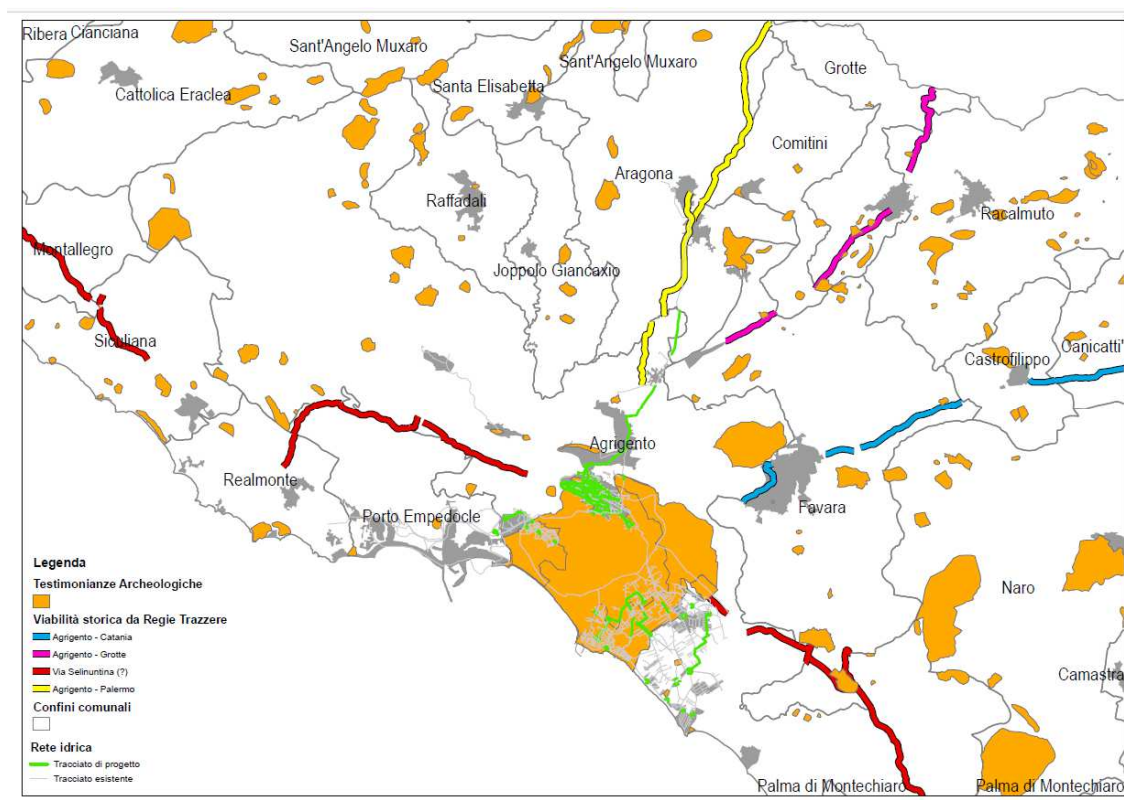 Ribera Cianciana
Sant'Angelo Muxaro
Sant'Angelo Muxaro
Grotte
Cattolica Eraclea
Santa Elisabetta
Comitini
Aragona
Raffadali
Racalmuto
Montallegro
Joppolo Giancaxio
Siculiana
Castrofilippo
Canicatti'
Agrigento
Realmonte
Favara
Porto Empedocle
Naro
Camastra
Palma di Montechiaro
Palma di Montechiaro
Legenda
Testimonianze Archeologiche
Viabilità storica da Regie Trazzere
Agrigento - Catania
Agrigento - Grotte
Via Selinuntina (?)
Agrigento - Palermo
Confini comunali
Rete idrica
Tracciato di progetto
Tracciato esistente